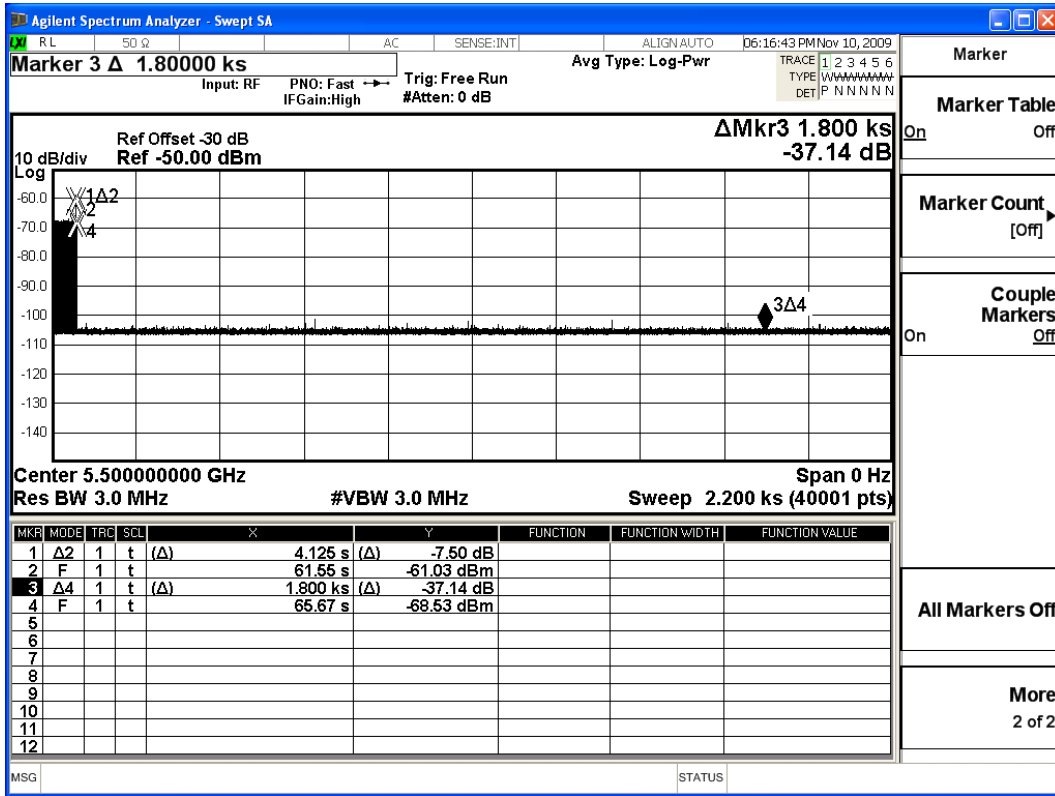 Agilent Spectrum Analyzer - Swept SA
LXI RL 50 Ω AC SENSE:INT ALIGN AUTO 06:16:43 PM Nov 10, 2009
Marker 3 Δ 1.80000 ks
Input: RF
PNO: Fast
IFGain:High
Trig: Free Run
#Atten: 0 dB
Avg Type: Log-Pwr
TRACE 1 2 3 4 5 6
TYPE
DET P N N N N N
Ref Offset -30 dB
10 dB/div Ref -50.00 dBm
Log
ΔMkr3 1.800 ks
-37.14 dB
-60.0
-70.0
-80.0
-90.0
-100
-110
-120
-130
-140
1Δ2
2
4
3Δ4
Center 5.500000000 GHz Span 0 Hz
Res BW 3.0 MHz #VBW 3.0 MHz Sweep 2.200 ks (40001 pts)
MKR MODE TRC SCL X Y FUNCTION FUNCTION WIDTH FUNCTION VALUE
1 Δ2 1 t (Δ) 4.125 s (Δ) -7.50 dB
2 F 1 t 61.55 s -61.03 dBm
3 Δ4 1 t (Δ) 1.800 ks (Δ) -37.14 dB
4 F 1 t 65.67 s -68.53 dBm
5
6
7
8
9
10
11
12
MSG STATUS
Marker
Marker Table
On Off
Marker Count
[Off]
Couple
Markers
On Off
All Markers Off
More
2 of 2